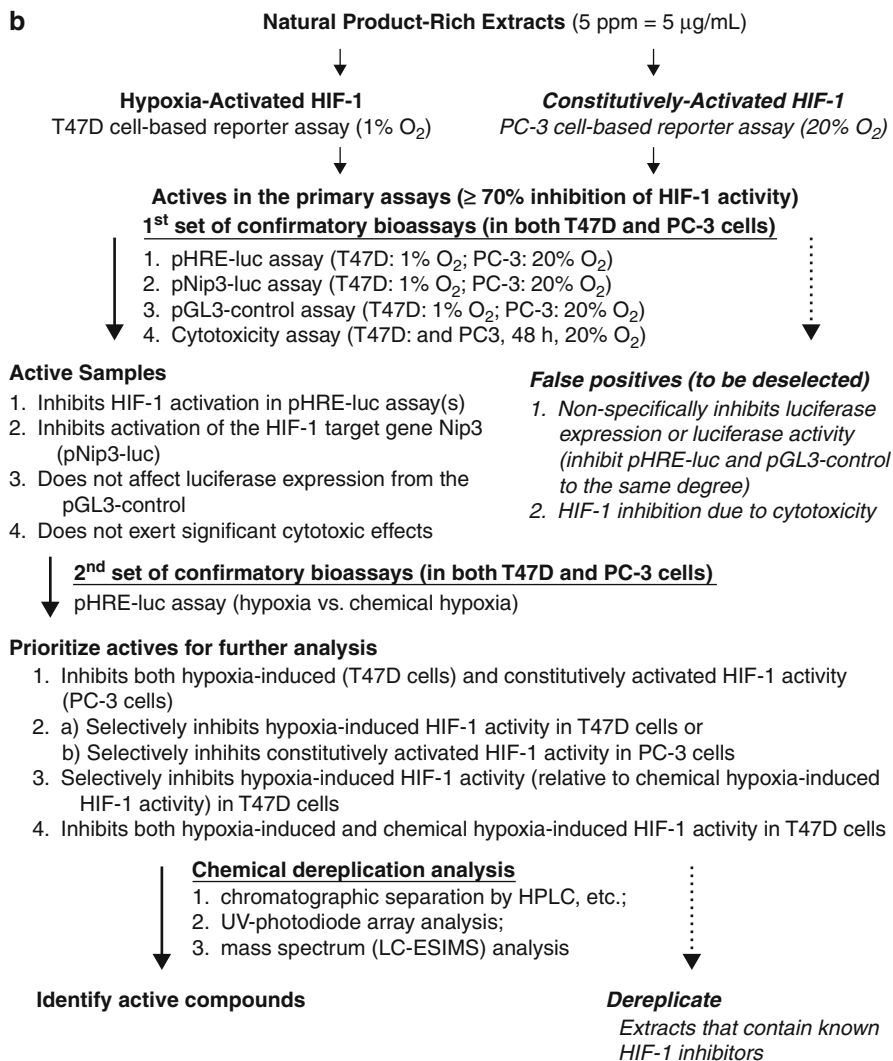 b
Natural Product-Rich Extracts (5 ppm = 5 μg/mL)
Hypoxia-Activated HIF-1
T47D cell-based reporter assay (1% O₂)
Constitutively-Activated HIF-1
PC-3 cell-based reporter assay (20% O₂)
Actives in the primary assays (≥ 70% inhibition of HIF-1 activity)
1st set of confirmatory bioassays (in both T47D and PC-3 cells)
1. pHRE-luc assay (T47D: 1% O₂; PC-3: 20% O₂)
2. pNip3-luc assay (T47D: 1% O₂; PC-3: 20% O₂)
3. pGL3-control assay (T47D: 1% O₂; PC-3: 20% O₂)
4. Cytotoxicity assay (T47D: and PC3, 48 h, 20% O₂)
Active Samples
1. Inhibits HIF-1 activation in pHRE-luc assay(s)
2. Inhibits activation of the HIF-1 target gene Nip3
(pNip3-luc)
3. Does not affect luciferase expression from the
pGL3-control
4. Does not exert significant cytotoxic effects
False positives (to be deselected)
1. Non-specifically inhibits luciferase
expression or luciferase activity
(inhibit pHRE-luc and pGL3-control
to the same degree)
2. HIF-1 inhibition due to cytotoxicity
2nd set of confirmatory bioassays (in both T47D and PC-3 cells)
pHRE-luc assay (hypoxia vs. chemical hypoxia)
Prioritize actives for further analysis
1. Inhibits both hypoxia-induced (T47D cells) and constitutively activated HIF-1 activity
(PC-3 cells)
2. a) Selectively inhibits hypoxia-induced HIF-1 activity in T47D cells or
b) Selectively inhihits constitutively activated HIF-1 activity in PC-3 cells
3. Selectively inhibits hypoxia-induced HIF-1 activity (relative to chemical hypoxia-induced
HIF-1 activity) in T47D cells
4. Inhibits both hypoxia-induced and chemical hypoxia-induced HIF-1 activity in T47D cells
Chemical dereplication analysis
1. chromatographic separation by HPLC, etc.;
2. UV-photodiode array analysis;
3. mass spectrum (LC-ESIMS) analysis
Identify active compounds
Dereplicate
Extracts that contain known
HIF-1 inhibitors